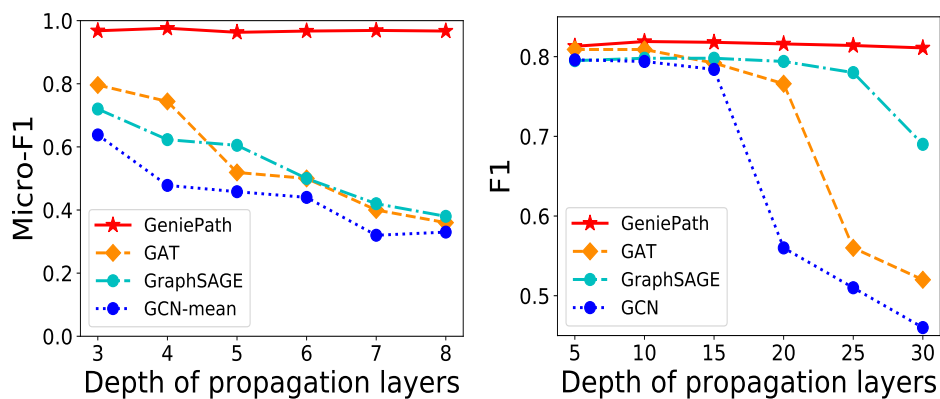 Micro-F1
1.0
0.8
0.6
0.4
0.2
0.0
GeniePath
GAT
GraphSAGE
GCN-mean
3 4 5 6 7 8
Depth of propagation layers
F1
0.8
0.7
0.6
0.5
GeniePath
GAT
GraphSAGE
GCN
5 10 15 20 25 30
Depth of propagation layers